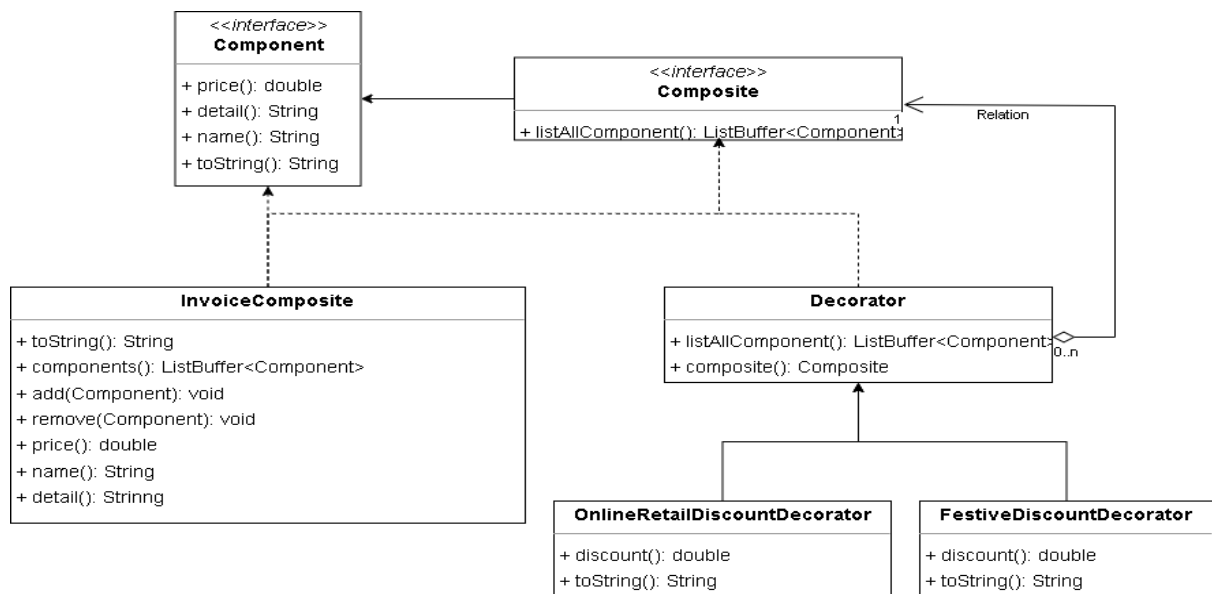 <<interface>>
Component
+ price(): double
+ detail(): String
+ name(): String
+ toString(): String
<<interface>>
Composite
+ listAllComponent(): ListBuffer<Component>
1
Relation
InvoiceComposite
+ toString(): String
+ components(): ListBuffer<Component>
+ add(Component): void
+ remove(Component): void
+ price(): double
+ name(): String
+ detail(): Strinng
Decorator
+ listAllComponent(): ListBuffer<Component>
+ composite(): Composite
0..n
OnlineRetailDiscountDecorator
+ discount(): double
+ toString(): String
FestiveDiscountDecorator
+ discount(): double
+ toString(): String